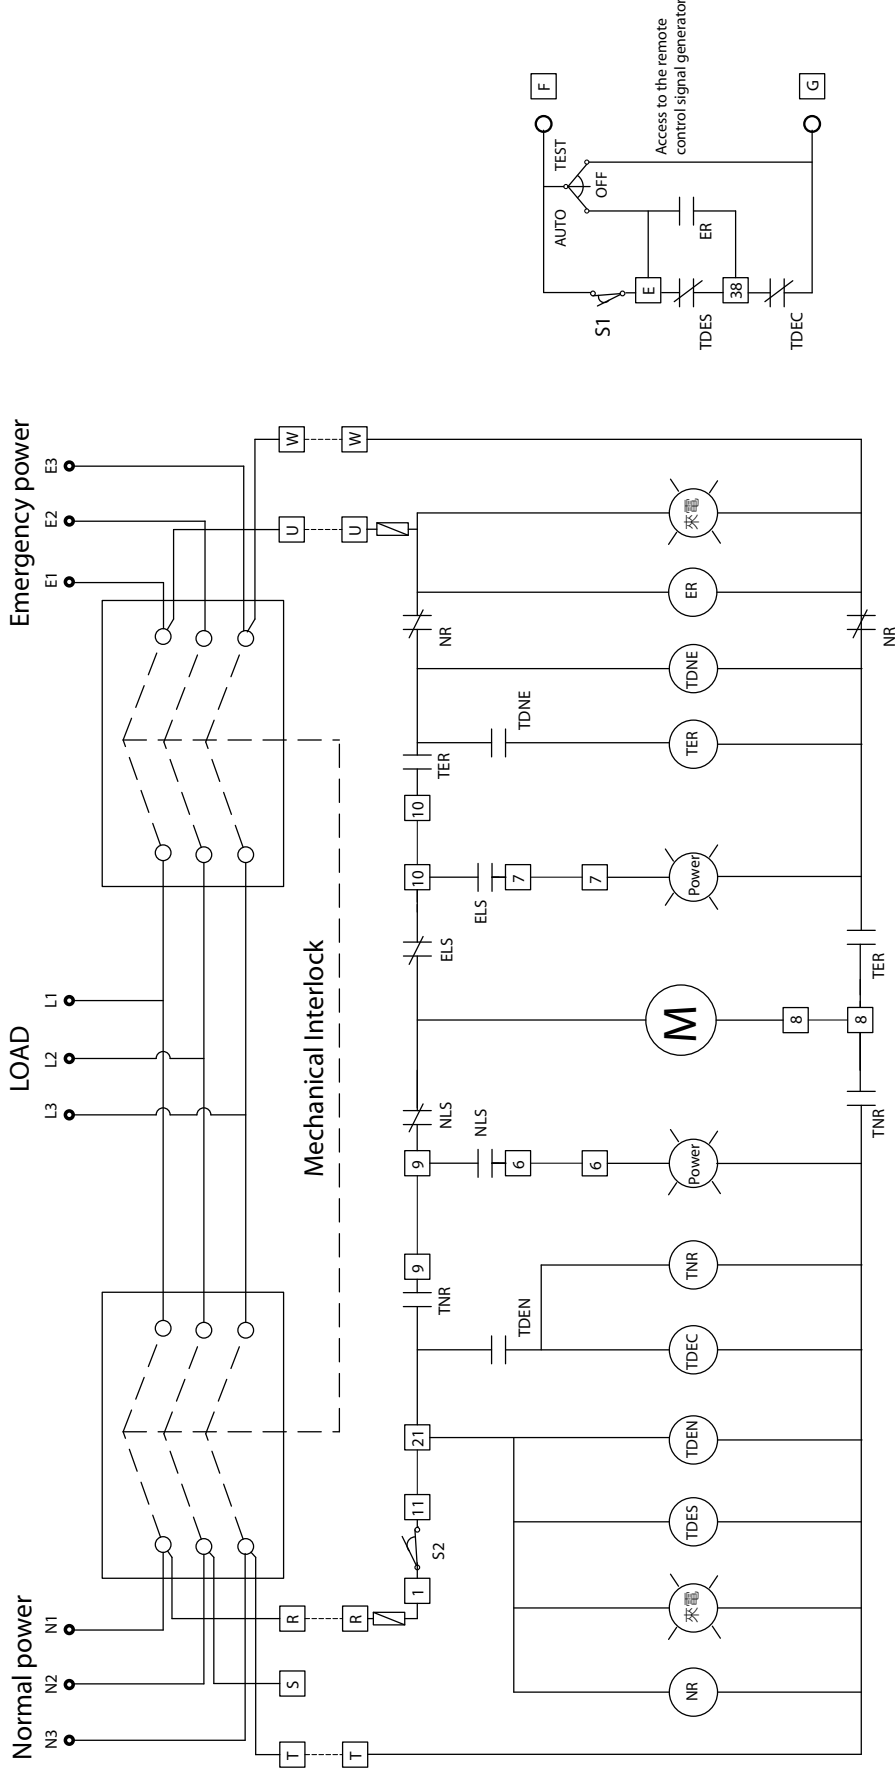 Normal power
LOAD
Emergency power
N3
N2
N1
L3
L2
L1
E1
E2
E3
Mechanical Interlock
T
S
R
U
W
T
R
U
W
1
S2
11
21
TNR
9
9
NLS
NLS
6
6
ELS
ELS
7
7
10
10
TER
TDNE
NR
TDEN
NR
來電
TDES
TDEN
TDEC
TNR
Power
M
8
8
Power
TER
TDNE
ER
來電
TNR
TER
NR
S1
E
TDES
38
TDEC
AUTO
OFF
TEST
ER
F
G
Access to the remote
control signal generator